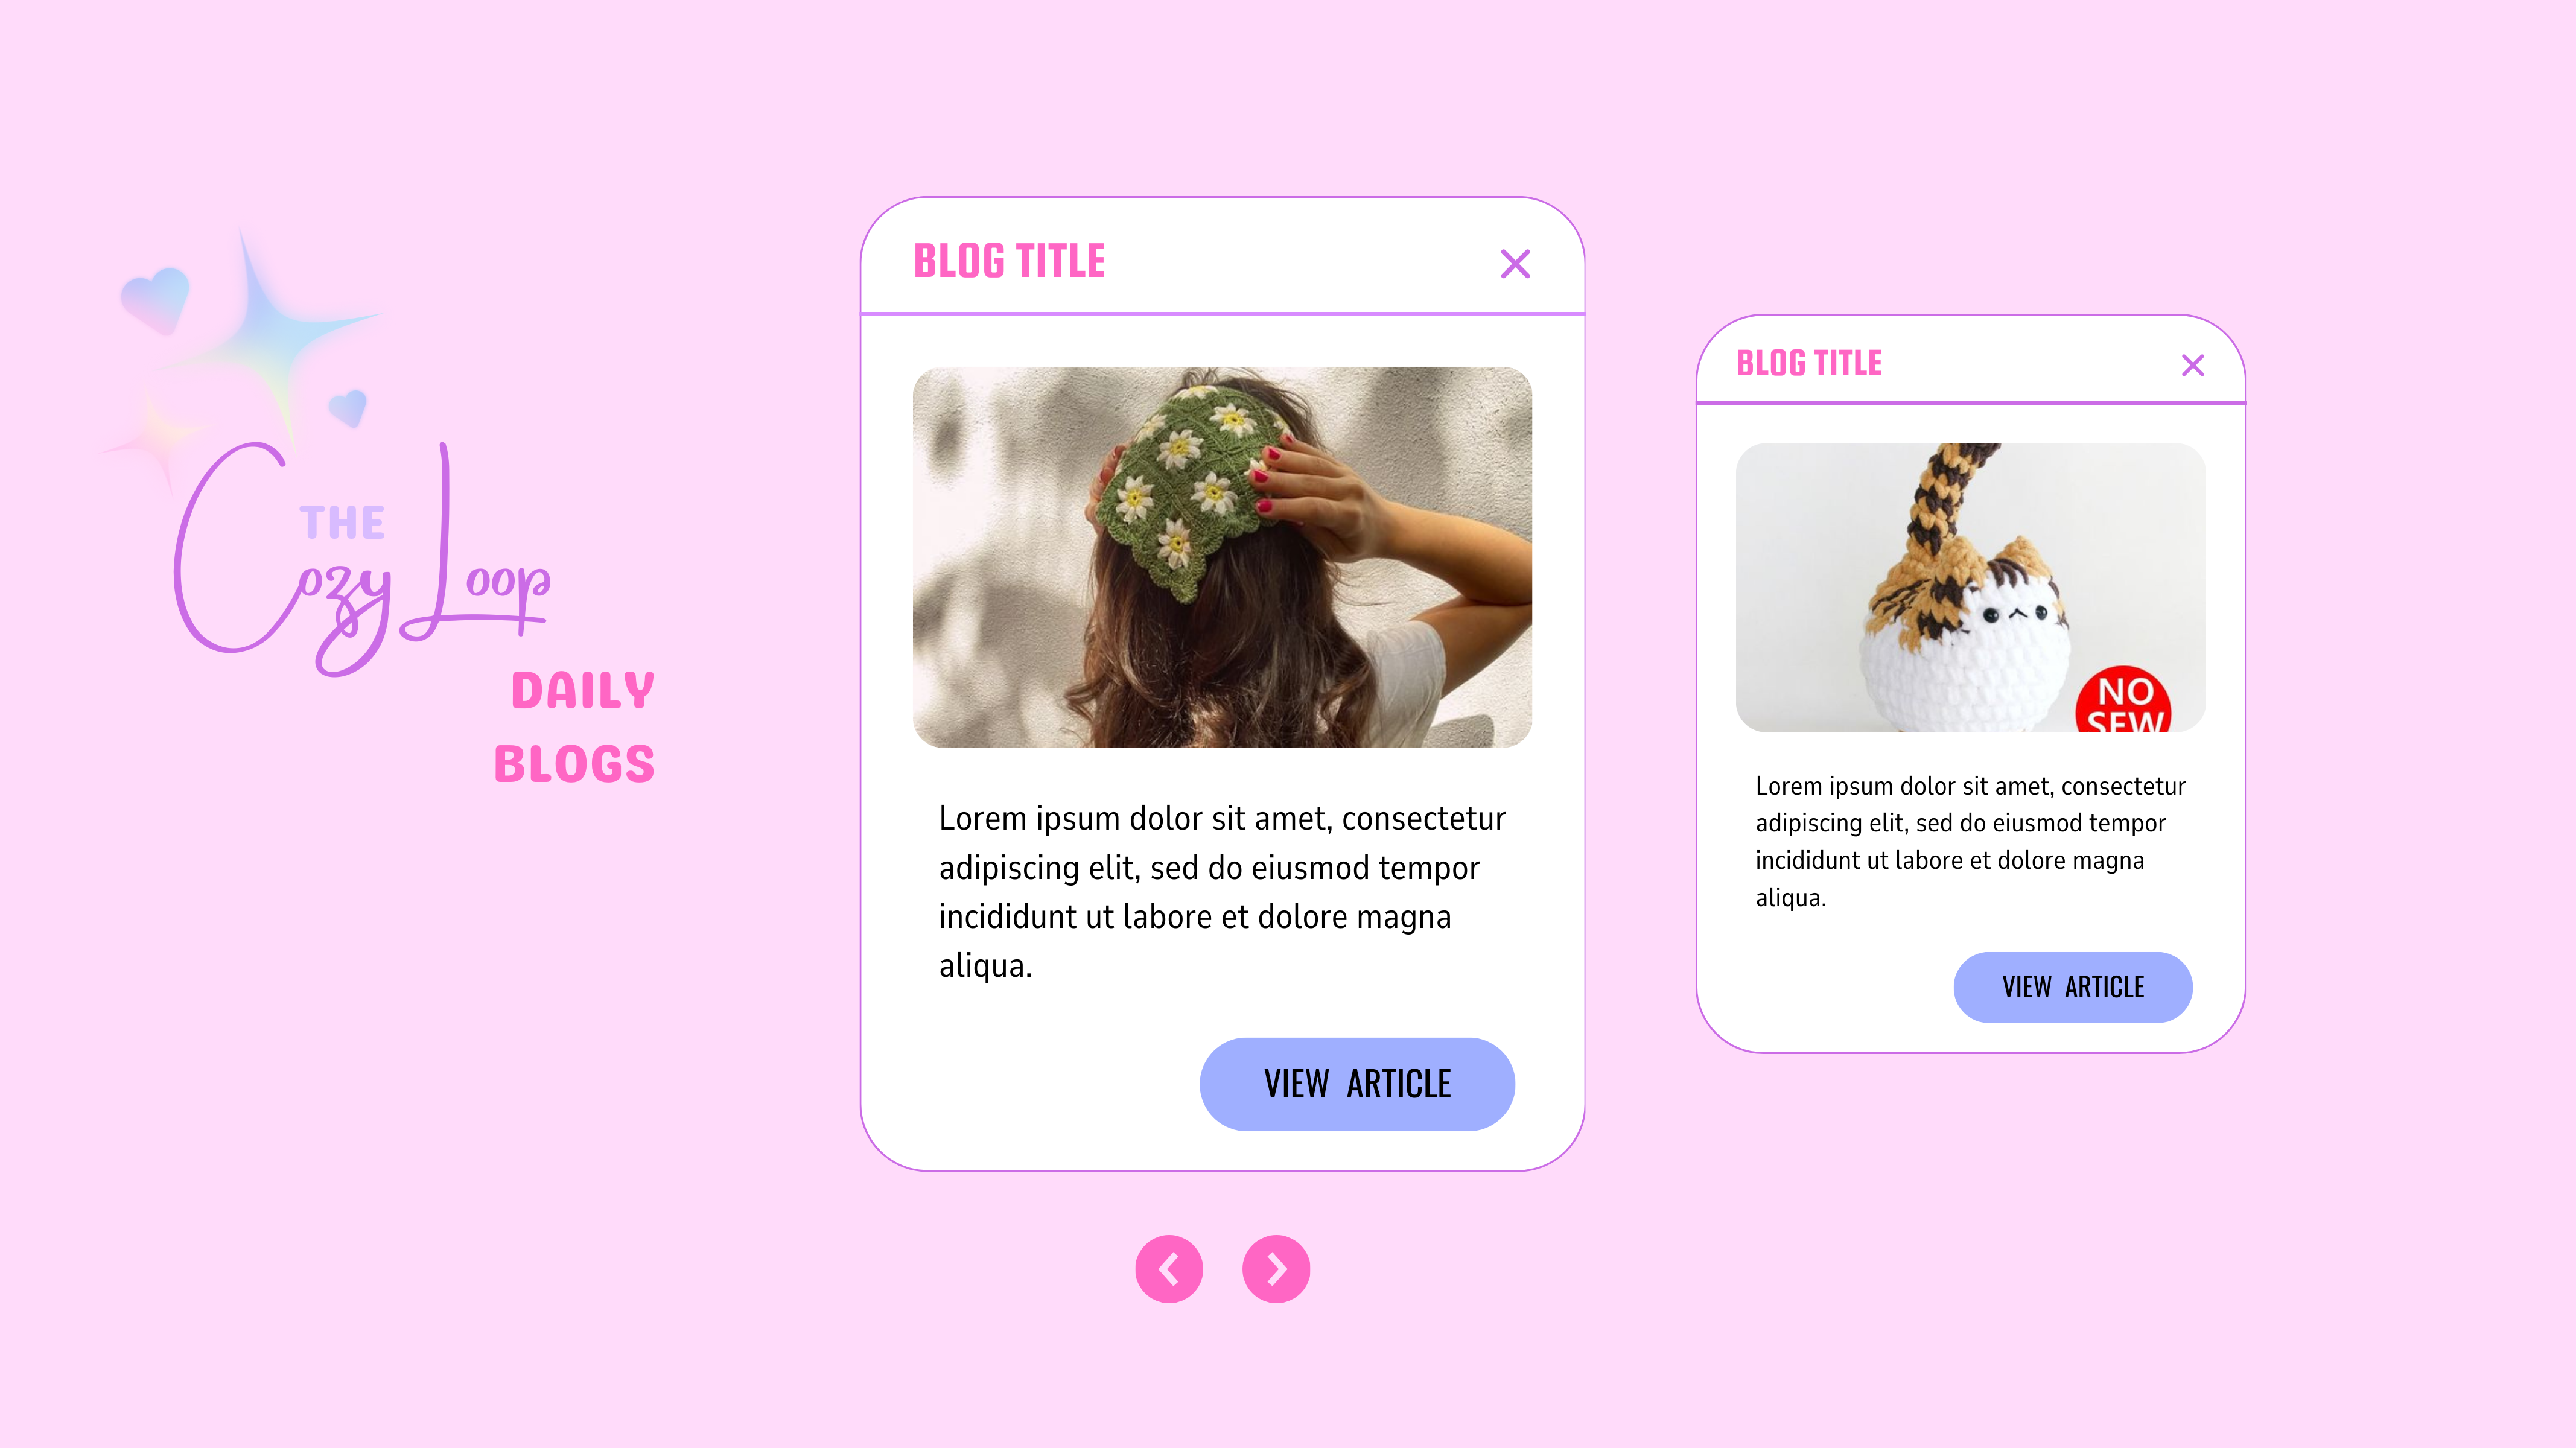 THE
Cozy Loop
DAILY
BLOGS
BLOG TITLE
Lorem ipsum dolor sit amet, consectetur
adipiscing elit, sed do eiusmod tempor
incididunt ut labore et dolore magna
aliqua.
VIEW ARTICLE
BLOG TITLE
NO
SEW
Lorem ipsum dolor sit amet, consectetur
adipiscing elit, sed do eiusmod tempor
incididunt ut labore et dolore magna
aliqua.
VIEW ARTICLE